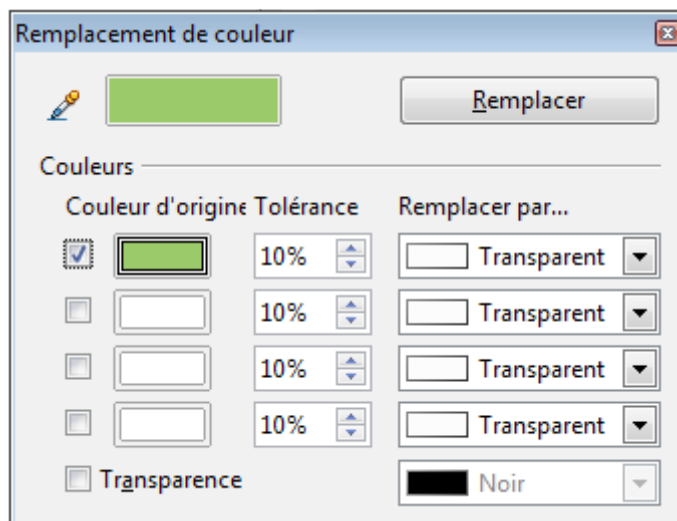 Remplacement de couleur
Remplacer
Couleurs
Couleur d'origine Tolérance Remplacer par...
10% Transparent
10% Transparent
10% Transparent
10% Transparent
Transparence Noir